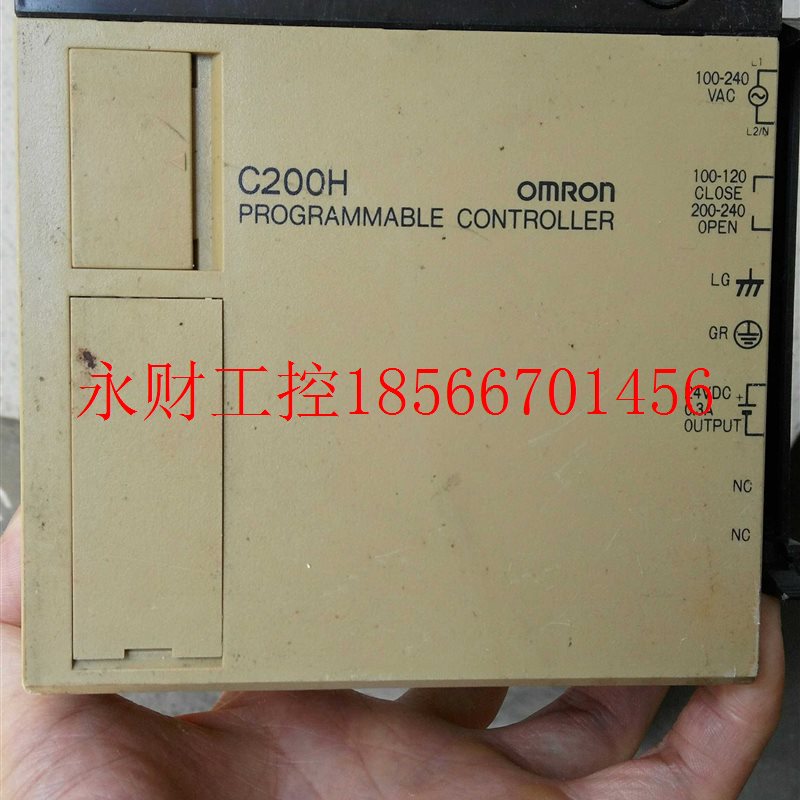 L1
100-240
VAC
L2/N
C200H
OMRON
PROGRAMMABLE CONTROLLER
100-120
CLOSE
200-240
OPEN
LG
GR
永财工控18566701456
24VDC +
0.3A
OUTPUT
NC
NC